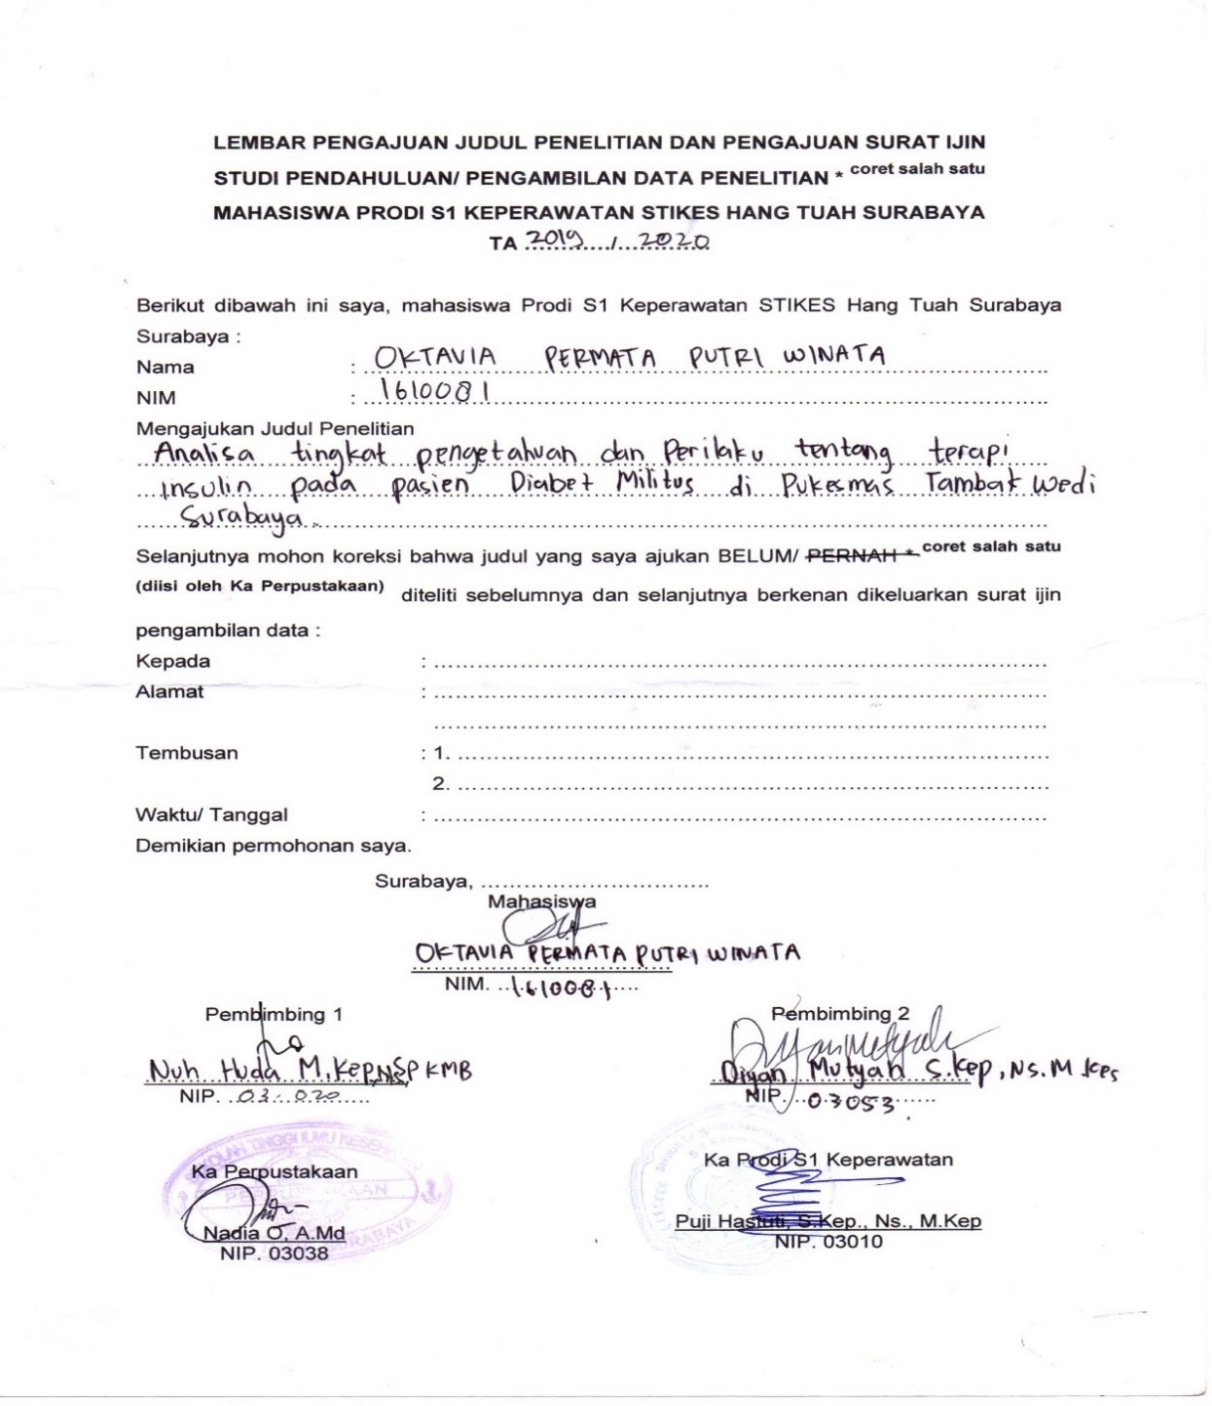 LEMBAR PENGAJUAN JUDUL PENELITIAN DAN PENGAJUAN SURAT IJIN
STUDI PENDAHULUAN/ PENGAMBILAN DATA PENELITIAN * coret salah satu
MAHASISWA PRODI S1 KEPERAWATAN STIKES HANG TUAH SURABAYA
TA 2019 / 2020
Berikut dibawah ini saya, mahasiswa Prodi S1 Keperawatan STIKES Hang Tuah Surabaya
Surabaya :
Nama : OKTAVIA PERMATA PUTRI WINATA
NIM : 1610081
Mengajukan Judul Penelitian
Analisa tingkat pengetahuan dan Perilaku tentang terapi
Insulin pada pasien Diabet Militus di Pukesmas Tambak Wedi
Surabaya.
Selanjutnya mohon koreksi bahwa judul yang saya ajukan BELUM/ PERNAH * coret salah satu
(diisi oleh Ka Perpustakaan) diteliti sebelumnya dan selanjutnya berkenan dikeluarkan surat ijin
pengambilan data :
Kepada :
Alamat :
Tembusan : 1.
2.
Waktu/ Tanggal :
Demikian permohonan saya.
Surabaya,
Mahasiswa
OKTAVIA PERMATA PUTRI WINATA
NIM. 1610081
Pembimbing 1 Pembimbing 2
Nuh Huda M.Kep,NS,SP KMB Diyan Mutyah S.Kep, Ns. M Kes
NIP. 03.020 NIP. 03053
SEKOLAH TINGGI ILMU KESEHATAN
Ka Perpustakaan Ka Prodi S1 Keperawatan
PERPUSTAKAAN
Nadia O, A.Md Puji Hastuti, S.Kep., Ns., M.Kep
NIP. 03038 NIP. 03010
SURABAYA